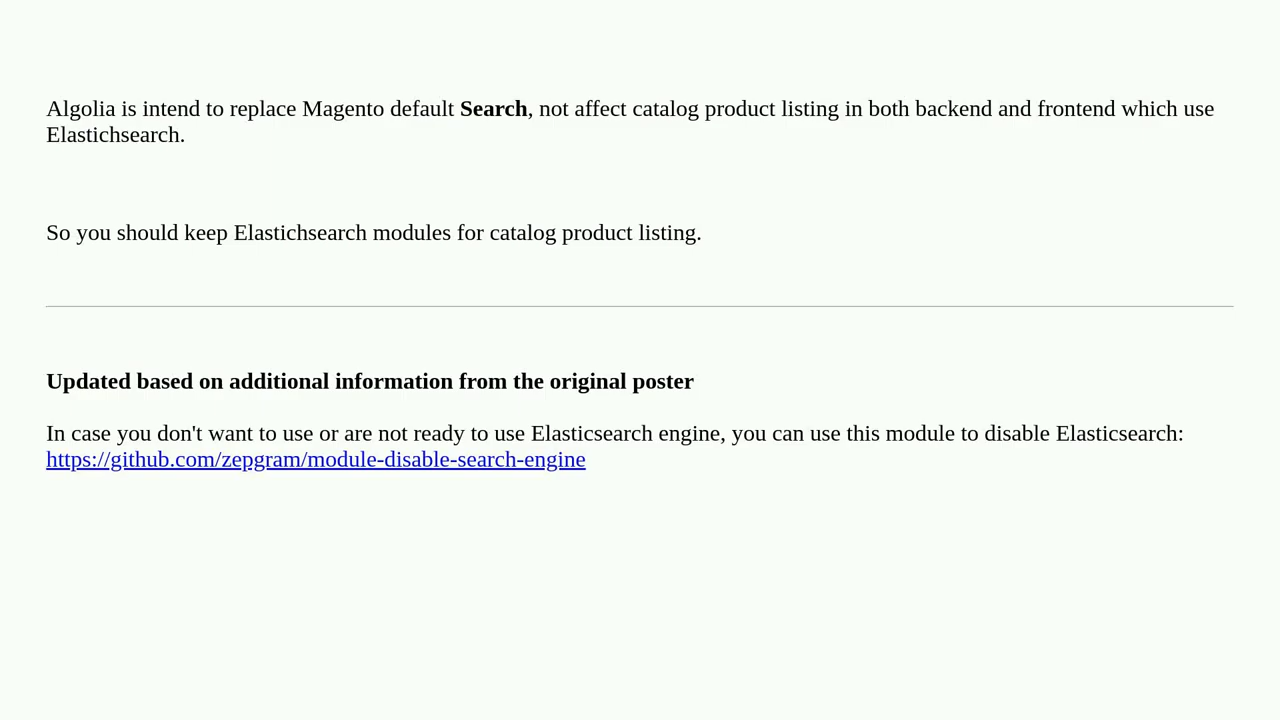 Algolia is intend to replace Magento default Search, not affect catalog product listing in both backend and frontend which use
Elastichsearch.
So you should keep Elastichsearch modules for catalog product listing.
Updated based on additional information from the original poster
In case you don't want to use or are not ready to use Elasticsearch engine, you can use this module to disable Elasticsearch:
https://github.com/zepgram/module-disable-search-engine